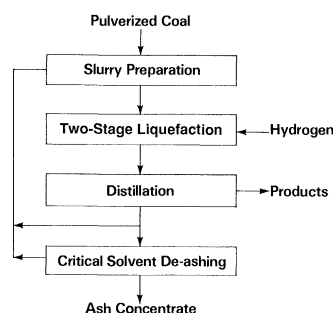 Pulverized Coal
Slurry Preparation
Two-Stage Liquefaction
Hydrogen
Distillation
Products
Critical Solvent De-ashing
Ash Concentrate